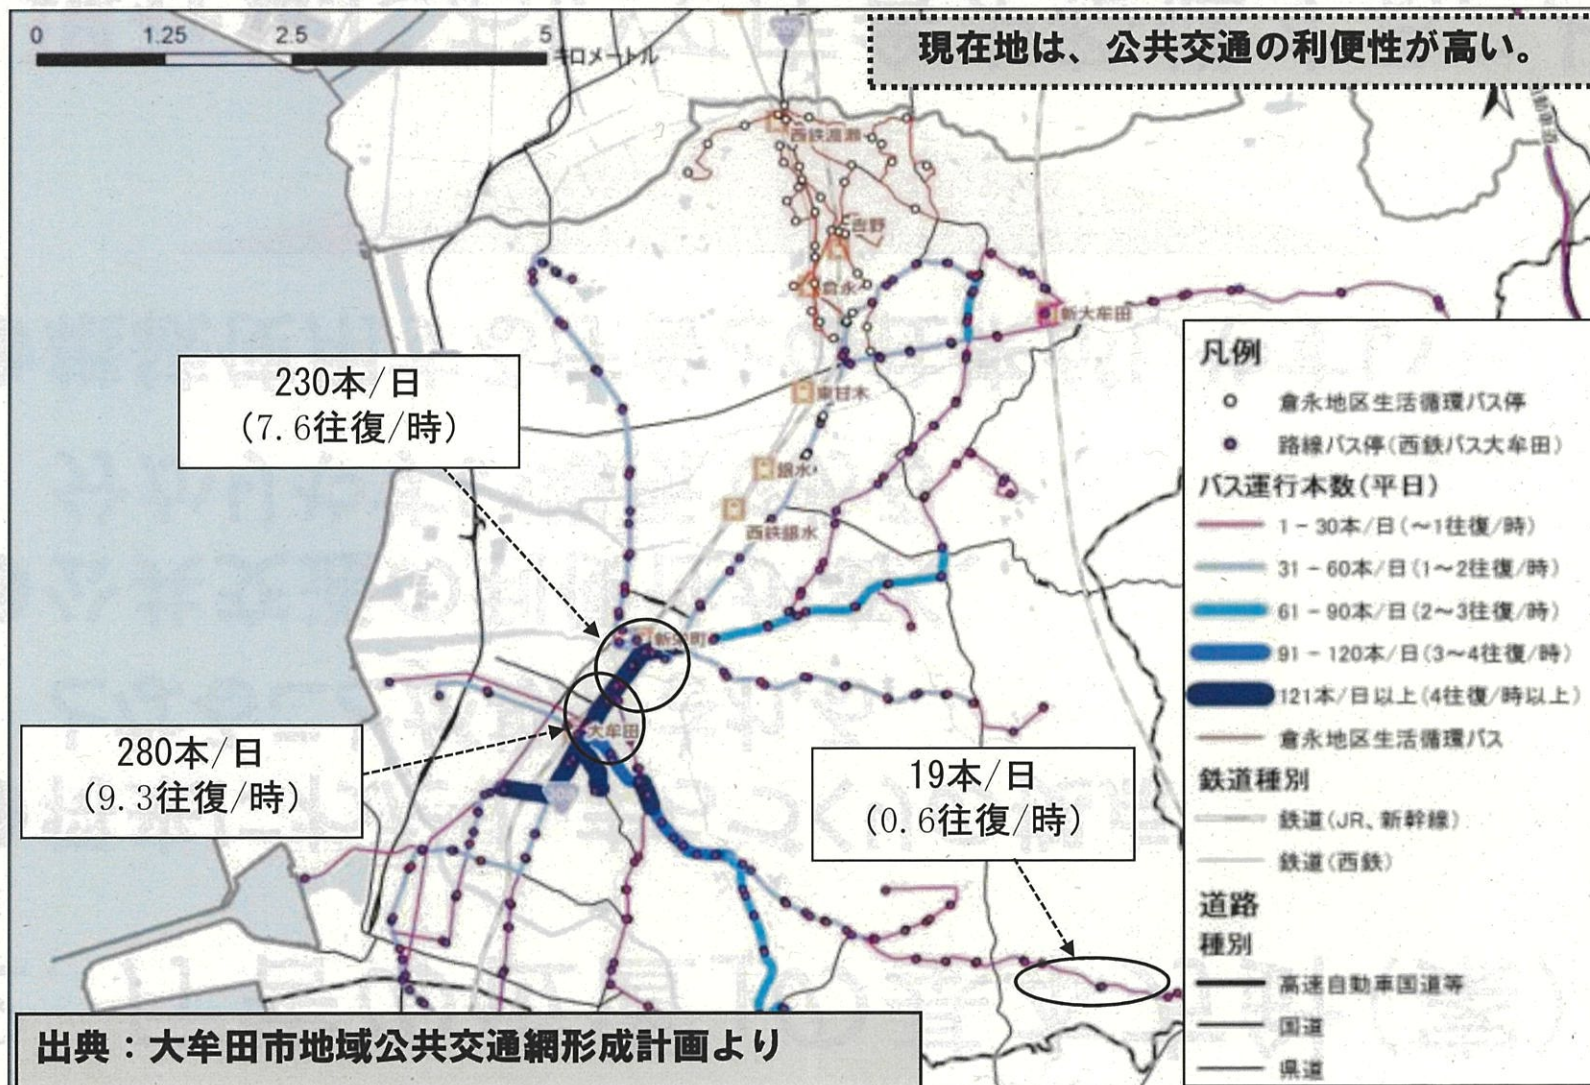 0 1.25 2.5 5
キロメートル
現在地は、公共交通の利便性が高い。
西鉄渡瀬
吉野
倉永
新大牟田
230本/日
(7.6往復/時)
東甘木
銀水
西鉄銀水
新栄町
大牟田
280本/日
(9.3往復/時)
19本/日
(0.6往復/時)
凡例
倉永地区生活循環バス停
路線バス停(西鉄バス大牟田)
バス運行本数(平日)
1－30本/日(～1往復/時)
31－60本/日(1～2往復/時)
61－90本/日(2～3往復/時)
91－120本/日(3～4往復/時)
121本/日以上(4往復/時以上)
倉永地区生活循環バス
鉄道種別
鉄道(JR、新幹線)
鉄道(西鉄)
道路
種別
高速自動車国道等
国道
県道
出典：大牟田市地域公共交通網形成計画より